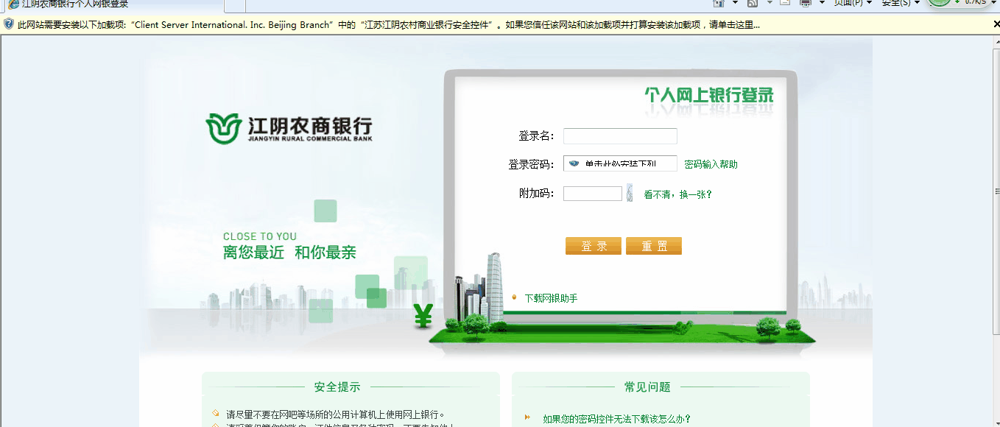 江阴农商银行个人网银登录
页面(P) 安全(S) 0.7K/S
此网站需要安装以下加载项:“Client Server International. Inc. Beijing Branch”中的“江苏江阴农村商业银行安全控件”。如果您信任该网站和该加载项并打算安装该加载项，请单击这里...
个人网上银行登录
江阴农商银行
JIANGYIN RURAL COMMERCIAL BANK
登录名：
登录密码： 单击此处安装下列 密码输入帮助
附加码： 看不清，换一张？
CLOSE TO YOU
离您最近 和你最亲
登 录 重 置
下载网银助手
¥
安全提示
常见问题
请尽量不要在网吧等场所的公用计算机上使用网上银行。
如果您的密码控件无法下载该怎么办？